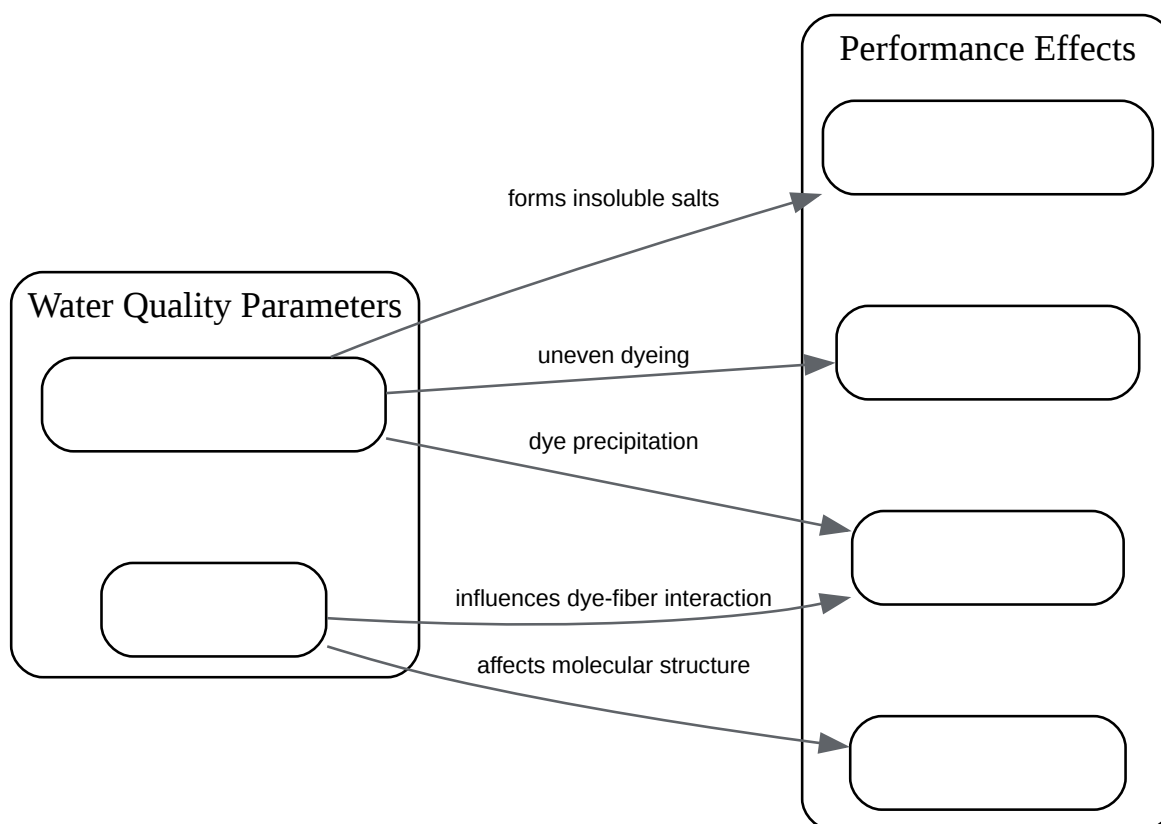 Performance Effects
forms insoluble salts
Water Quality Parameters
uneven dyeing
dye precipitation
influences dye-fiber interaction
affects molecular structure